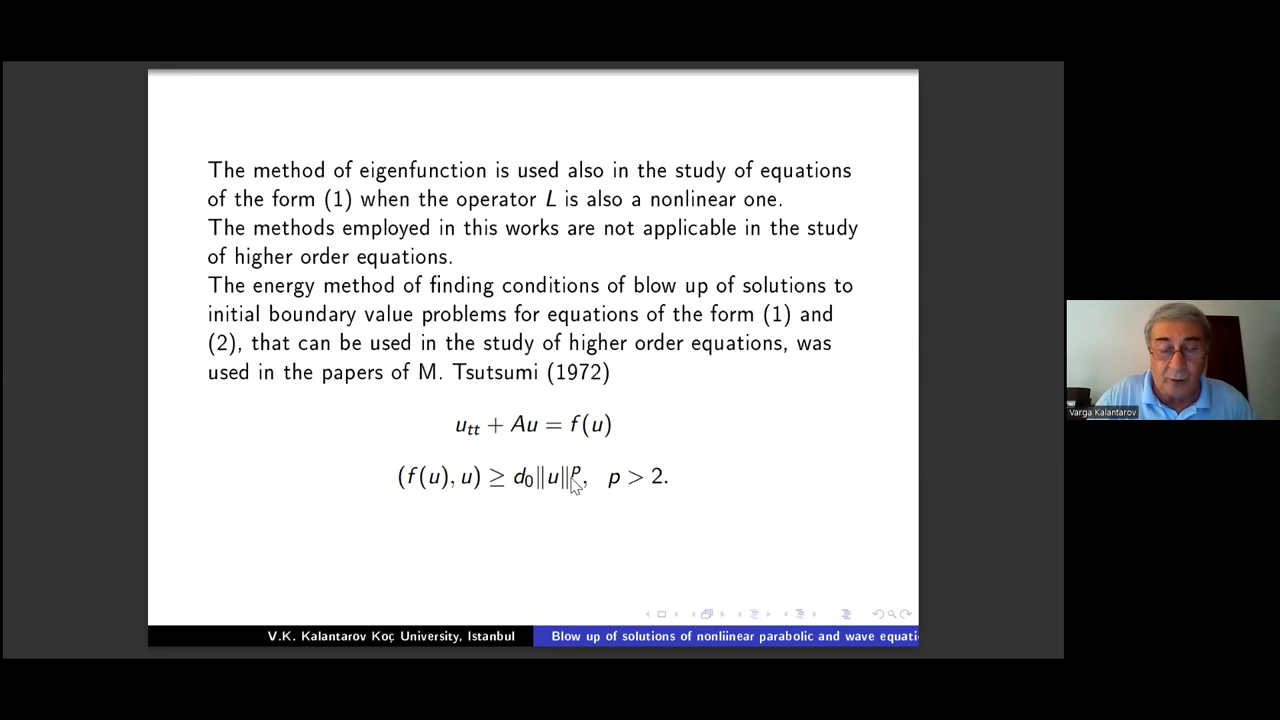 The method of eigenfunction is used also in the study of equations
of the form (1) when the operator L is also a nonlinear one.
The methods employed in this works are not applicable in the study
of higher order equations.
The energy method of finding conditions of blow up of solutions to
initial boundary value problems for equations of the form (1) and
(2), that can be used in the study of higher order equations, was
used in the papers of M. Tsutsumi (1972)
u_{tt} + Au = f(u)
(f(u), u) ≥ d_0‖u‖^p, p > 2.
V.K. Kalantarov Koç University, Istanbul
Blow up of solutions of nonliinear parabolic and wave equati
Varga Kalantarov